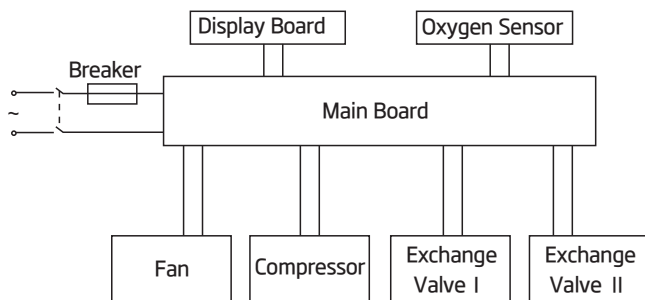 Display Board
Oxygen Sensor
Breaker
Main Board
~
Fan
Compressor
Exchange
Valve I
Exchange
Valve II